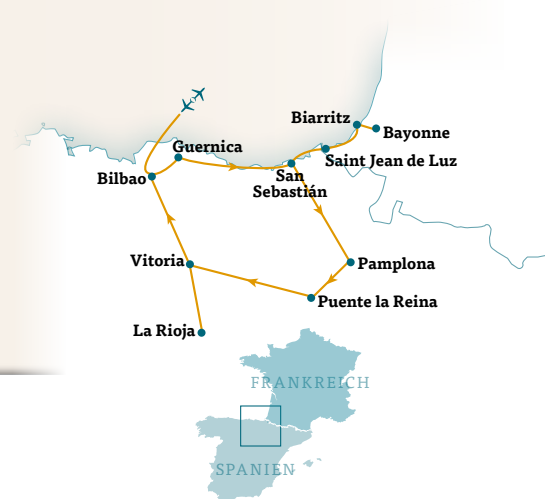 Biarritz
Bayonne
Guernica
Saint Jean de Luz
Bilbao
San
Sebastián
Vitoria
Pamplona
Puente la Reina
La Rioja
FRANKREICH
SPANIEN